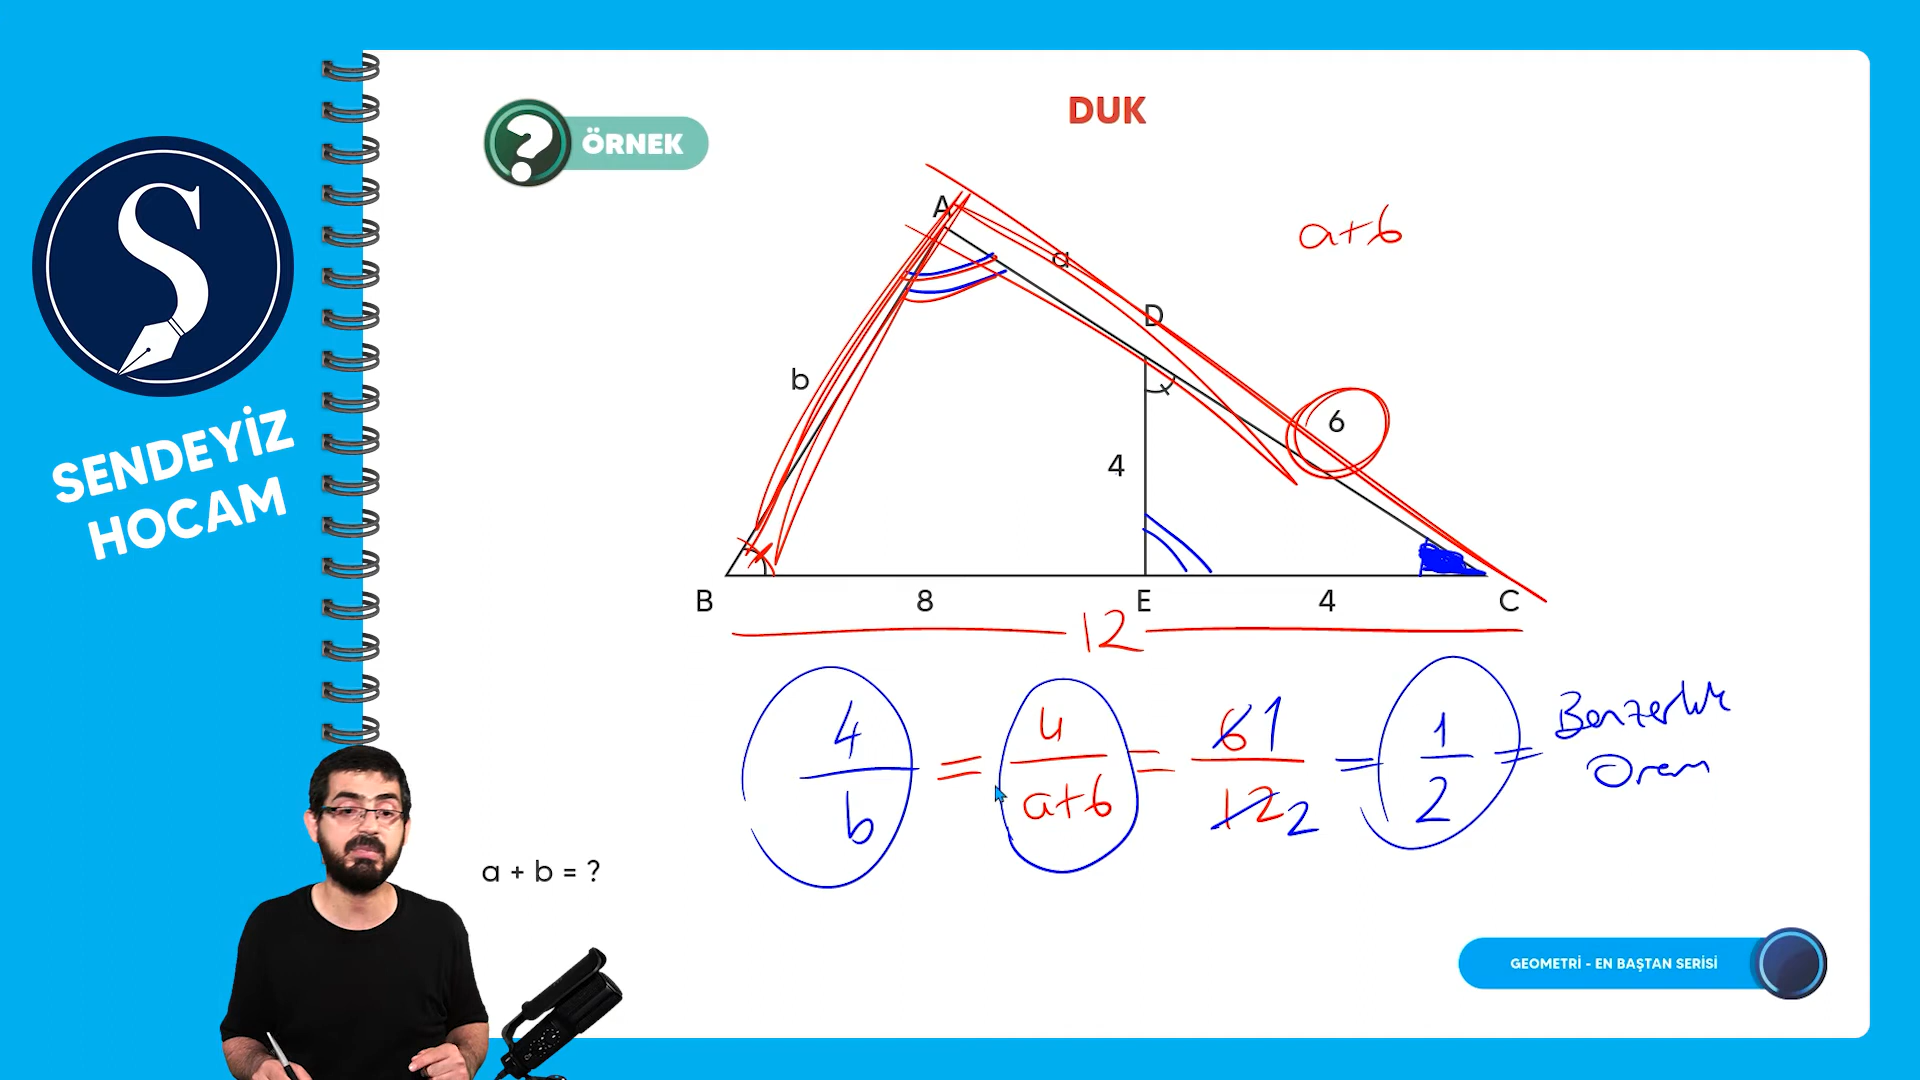 DUK
? ÖRNEK
a+6
A
a
D
b
6
4
B 8 E 4 C
12
4/b = 4/a+6 = 6 1/12 2 = 1/2 = Benzerlik Oranı
a + b = ?
S
SENDEYİZ
HOCAM
GEOMETRİ - EN BAŞTAN SERİSİ